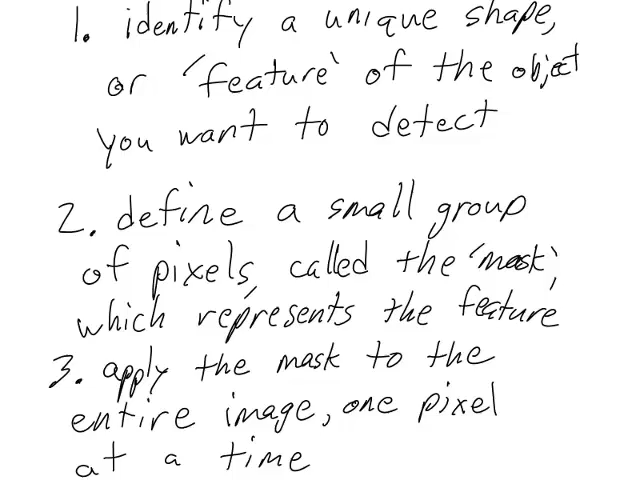 1. identify a unique shape,
or 'feature' of the object
you want to detect
2. define a small group
of pixels, called the 'mask',
which represents the feature
3. apply the mask to the
entire image, one pixel
at a time